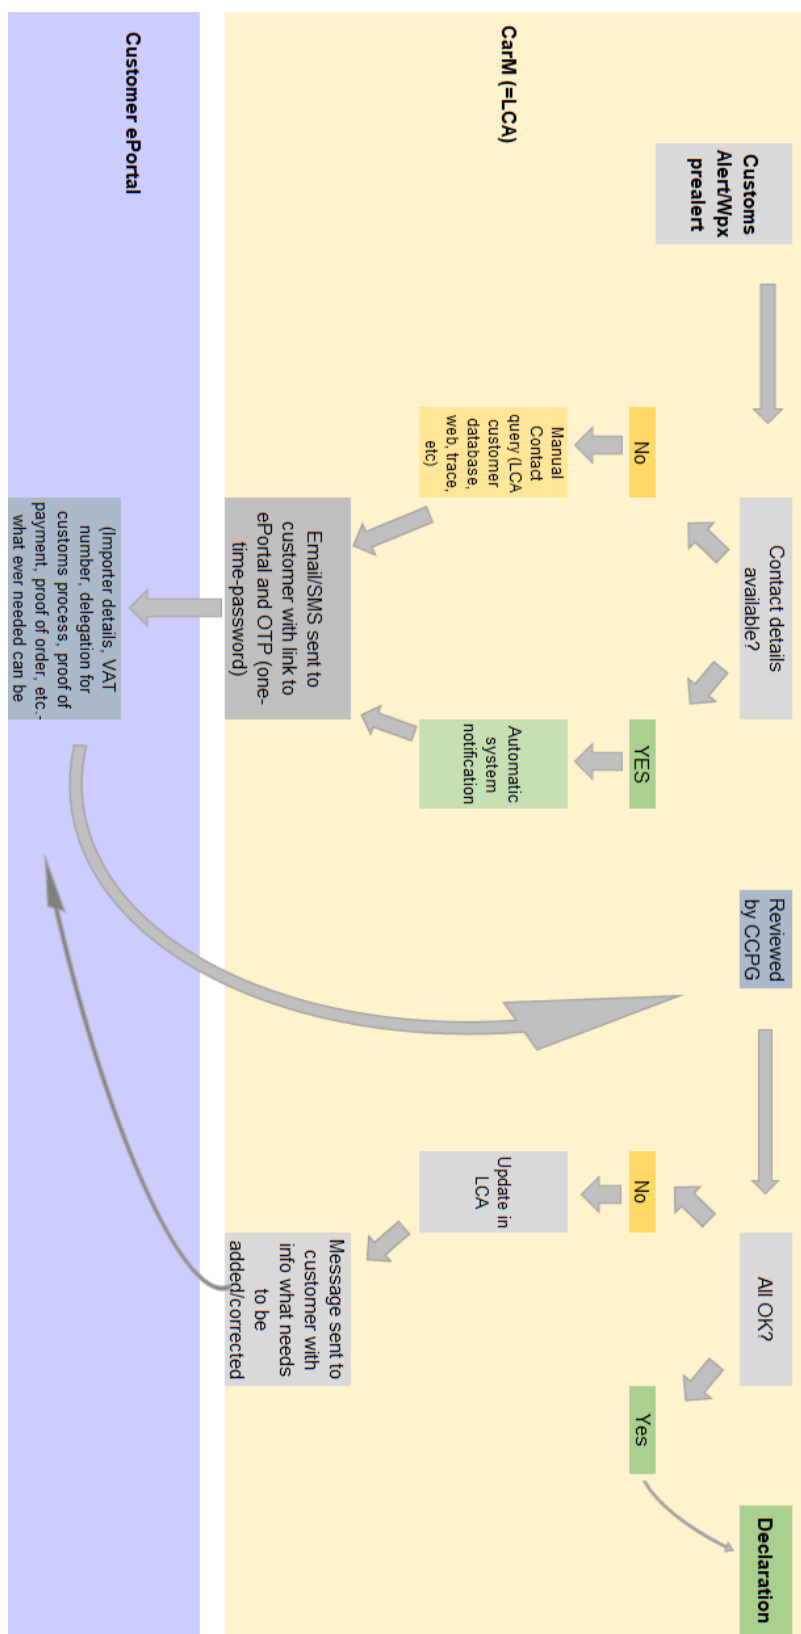 CarM (=LCA)
Customs
Alert/Wpx
prealert
Contact details
available?
No
YES
Manual
Contact
query (LCA
customer
database,
web, trace,
etc)
Automatic
system
notification
Email/SMS sent to
customer with link to
ePortal and OTP (one-
time-password)
Reviewed
by CCPG
All OK?
No
Yes
Update in
LCA
Message sent to
customer with
info what needs
to be
added/corrected
Declaration
Customer ePortal
(Importer details, VAT
number, delegation for
customs process, proof of
payment, proof of order, etc.-
what ever needed can be